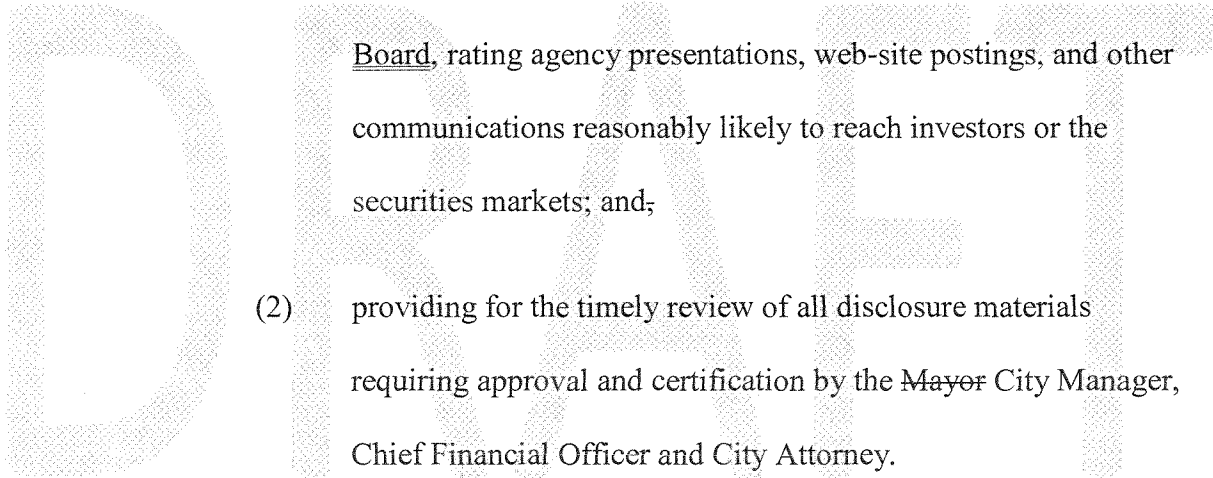 DRAFT
Board, rating agency presentations, web-site postings, and other
communications reasonably likely to reach investors or the
securities markets; and,
(2) providing for the timely review of all disclosure materials
requiring approval and certification by the Mayor City Manager,
Chief Financial Officer and City Attorney.